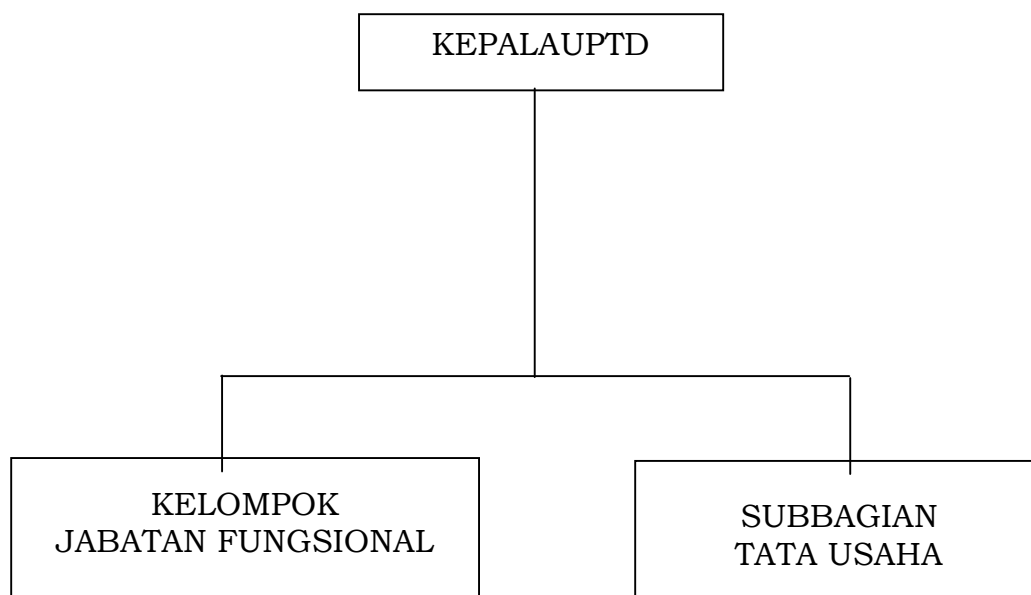 KEPALAUPTD
KELOMPOK
JABATAN FUNGSIONAL
SUBBAGIAN
TATA USAHA